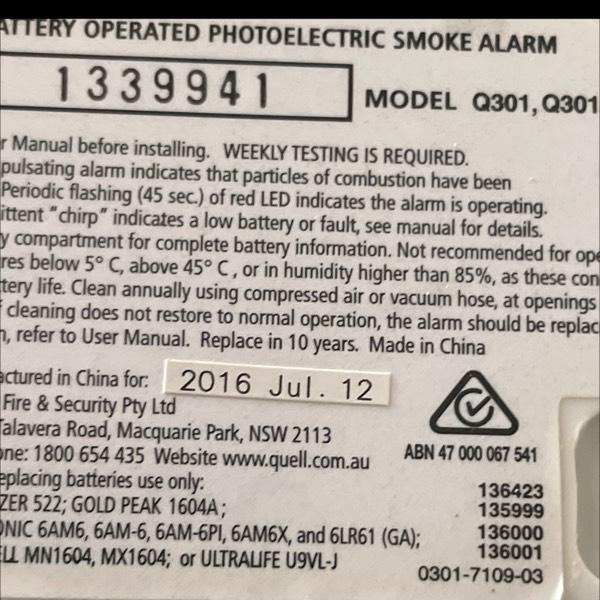 ATTERY OPERATED PHOTOELECTRIC SMOKE ALARM
1339941
MODEL Q301, Q301
r Manual before installing. WEEKLY TESTING IS REQUIRED.
pulsating alarm indicates that particles of combustion have been
Periodic flashing (45 sec.) of red LED indicates the alarm is operating.
ittent "chirp" indicates a low battery or fault, see manual for details.
y compartment for complete battery information. Not recommended for ope
res below 5° C, above 45° C, or in humidity higher than 85%, as these con
ttery life. Clean annually using compressed air or vacuum hose, at openings
f cleaning does not restore to normal operation, the alarm should be replac
n, refer to User Manual. Replace in 10 years. Made in China
actured in China for: 2016 Jul. 12
Fire & Security Pty Ltd
Talavera Road, Macquarie Park, NSW 2113
one: 1800 654 435 Website www.quell.com.au
ABN 47 000 067 541
eplacing batteries use only:
136423
ZER 522; GOLD PEAK 1604A;
135999
ONIC 6AM6, 6AM-6, 6AM-6PI, 6AM6X, and 6LR61 (GA);
136000
ELL MN1604, MX1604; or ULTRALIFE U9VL-J
136001
0301-7109-03